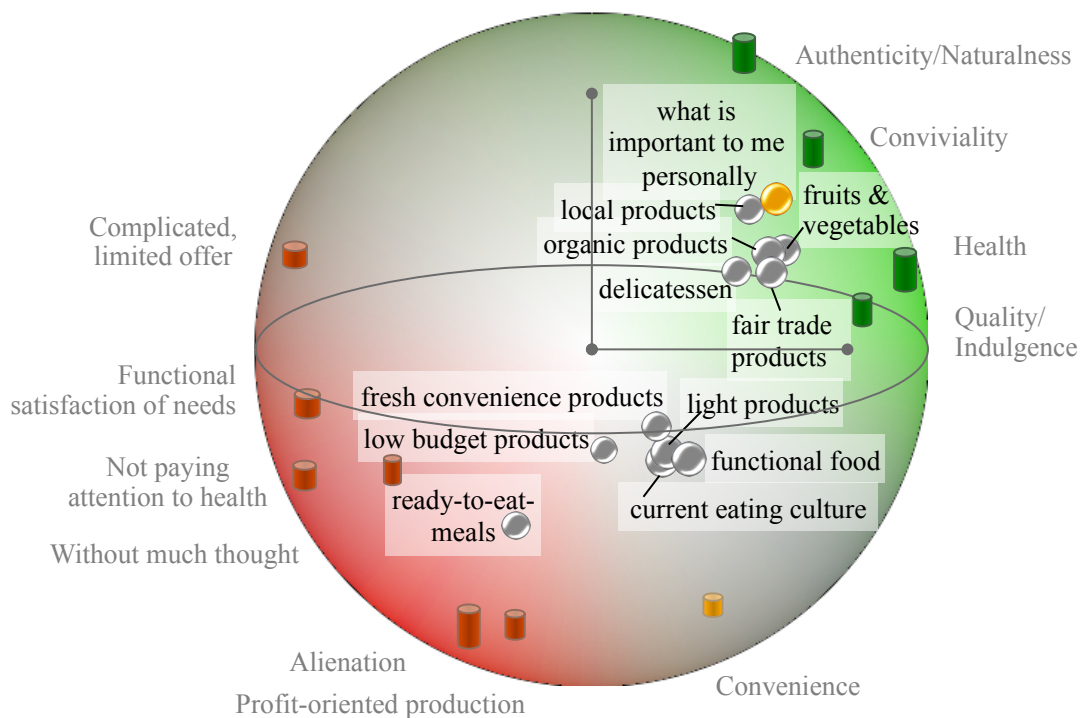 Authenticity/Naturalness
what is
important to me
personally
Conviviality
fruits &
vegetables
local products
Complicated,
limited offer
organic products
Health
delicatessen
fair trade
products
Quality/
Indulgence
Functional
satisfaction of needs
fresh convenience products
light products
low budget products
functional food
Not paying
attention to health
ready-to-eat-
meals
current eating culture
Without much thought
Alienation
Profit-oriented production
Convenience